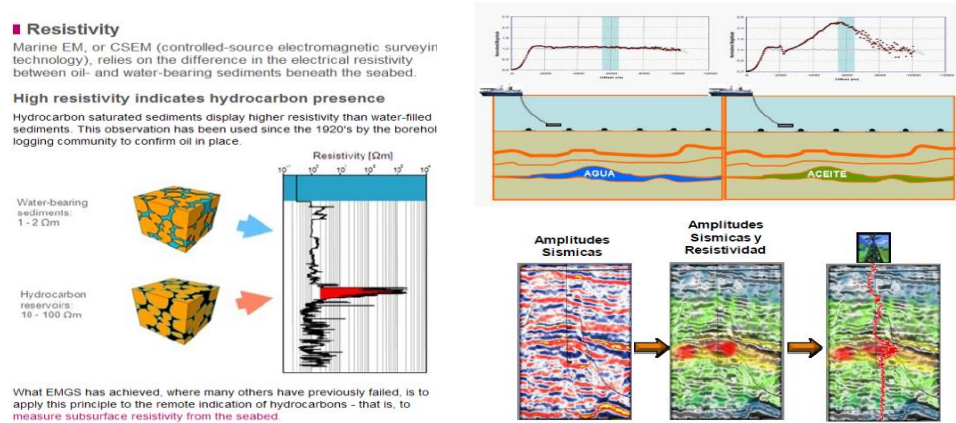 Resistivity
Marine EM, or CSEM (controlled-source electromagnetic surveyin
technology), relies on the difference in the electrical resistivity
between oil- and water-bearing sediments beneath the seabed.
High resistivity indicates hydrocarbon presence
Hydrocarbon saturated sediments display higher resistivity than water-filled
sediments. This observation has been used since the 1920's by the borehol
logging community to confirm oil in place.
Resistivity [Ωm]
Water-bearing
sediments:
1 - 2 Ωm
Hydrocarbon
reservoirs:
10 - 100 Ωm
What EMGS has achieved, where many others have previously failed, is to
apply this principle to the remote indication of hydrocarbons - that is, to
measure subsurface resistivity from the seabed.
AGUA
ACEITE
Amplitudes
Sismicas
Amplitudes
Sismicas y
Resistividad